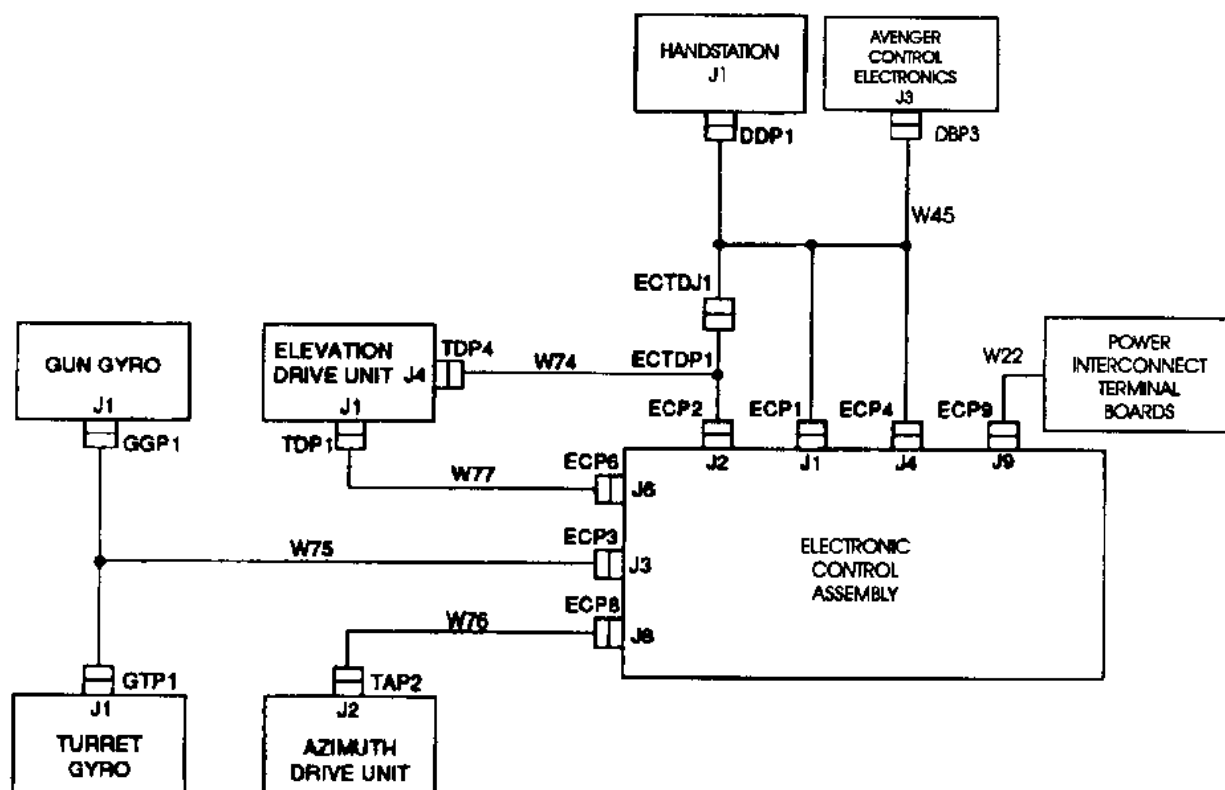 HANDSTATION
J1
AVENGER
CONTROL
ELECTRONICS
J3
DDP1
DBP3
W45
ECTDJ1
GUN GYRO
J1
GGP1
ELEVATION
DRIVE UNIT
J4
J1
TDP4
TDP1
W74
ECTDP1
W22
POWER
INTERCONNECT
TERMINAL
BOARDS
ECP2
ECP1
ECP4
ECP9
J2
J1
J4
J9
W77
ECP6
J6
W75
ECP3
J3
ELECTRONIC
CONTROL
ASSEMBLY
W76
ECP8
J8
GTP1
J1
TURRET
GYRO
TAP2
J2
AZIMUTH
DRIVE UNIT